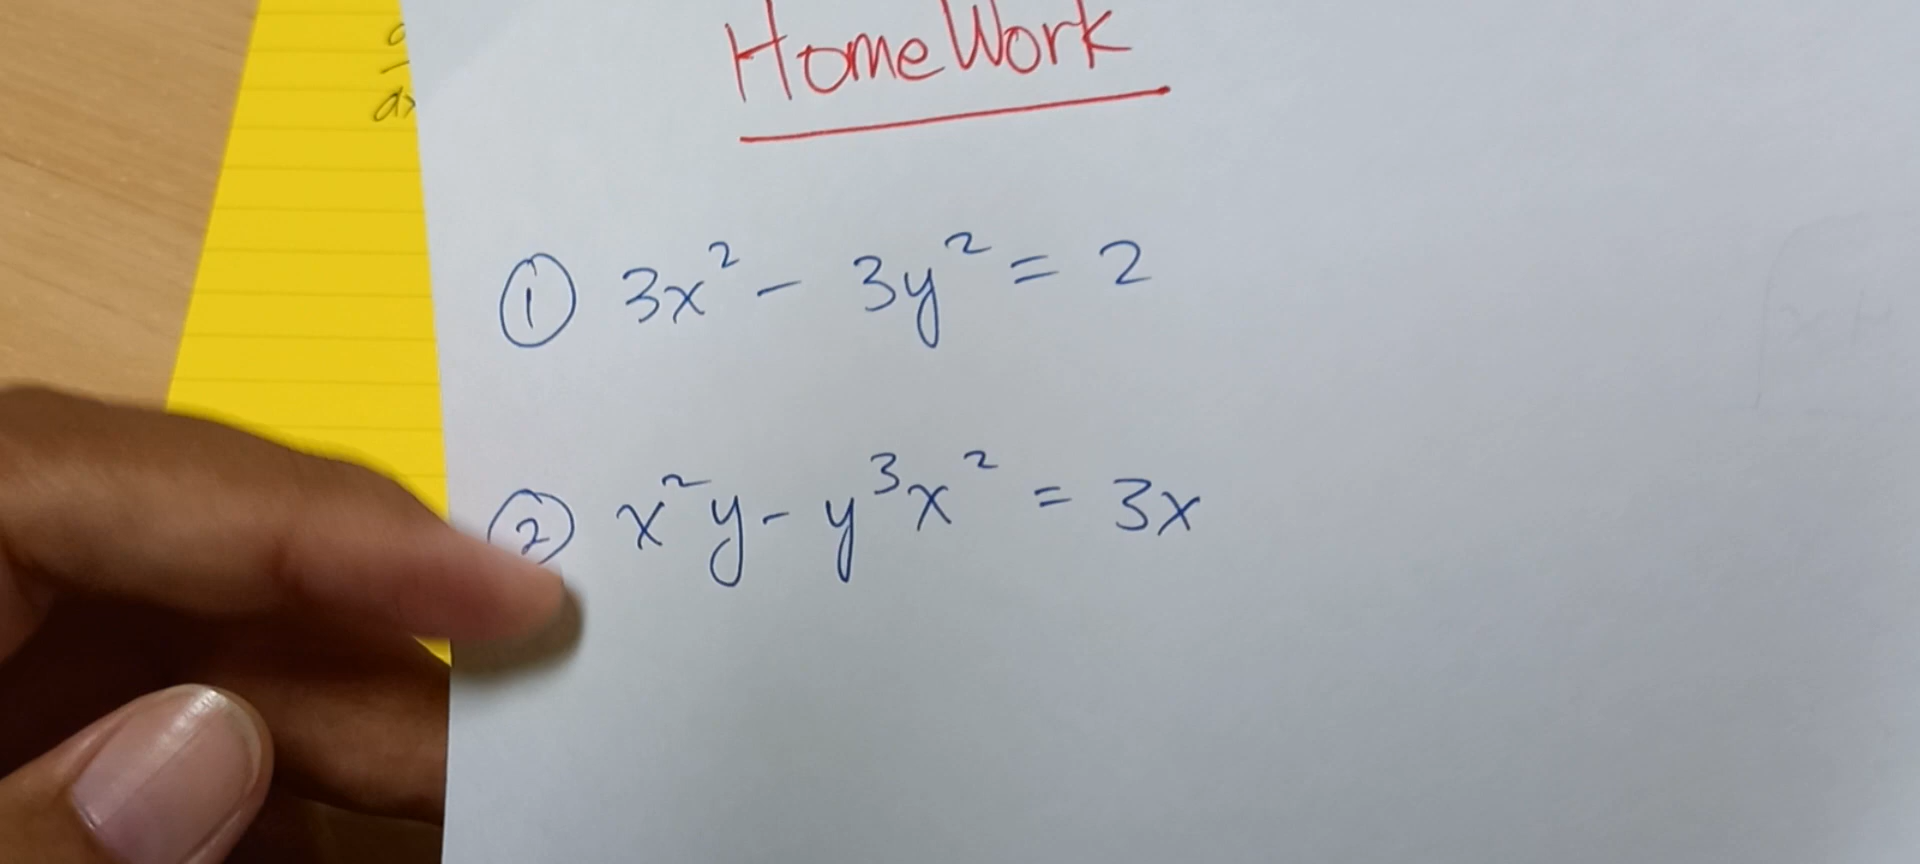 HomeWork
① 3x² - 3y² = 2
② x²y - y³x² = 3x